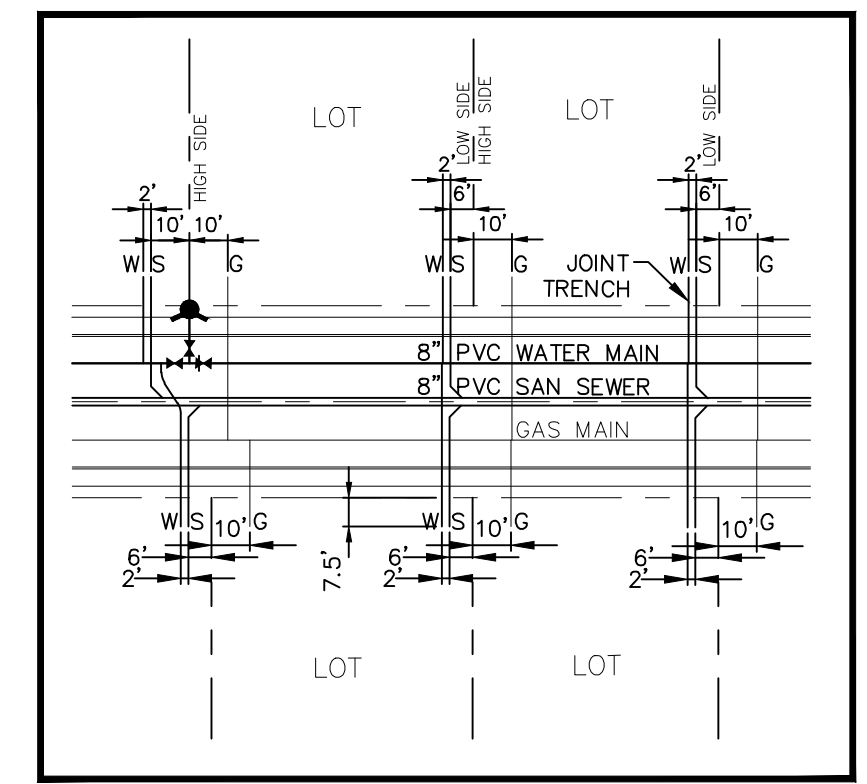 LOT
LOT
HIGH SIDE
LOW SIDE
HIGH SIDE
LOW SIDE
2'
2'
2'
6'
6'
10' 10'
10'
10'
W S G
W S G
W S G
JOINT
TRENCH
8" PVC WATER MAIN
8" PVC SAN SEWER
GAS MAIN
W S 10' G
W S 10' G
10' G
6'
6'
6'
2'
2'
2'
7.5'
LOT
LOT